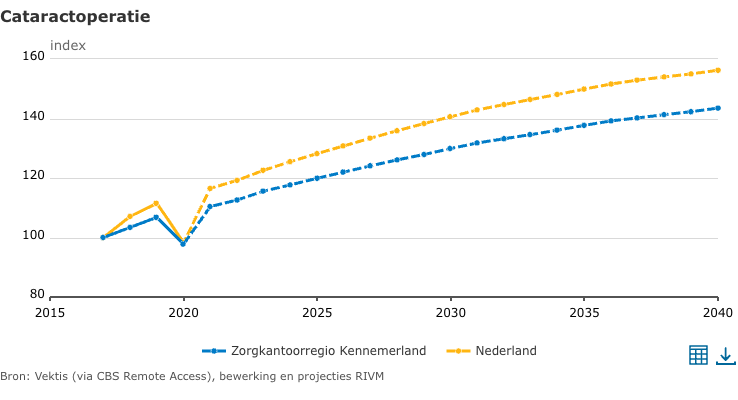 Cataractoperatie
index
160
140
120
100
80
2015 2020 2025 2030 2035 2040
Zorgkantoorregio Kennemerland Nederland
Bron: Vektis (via CBS Remote Access), bewerking en projecties RIVM